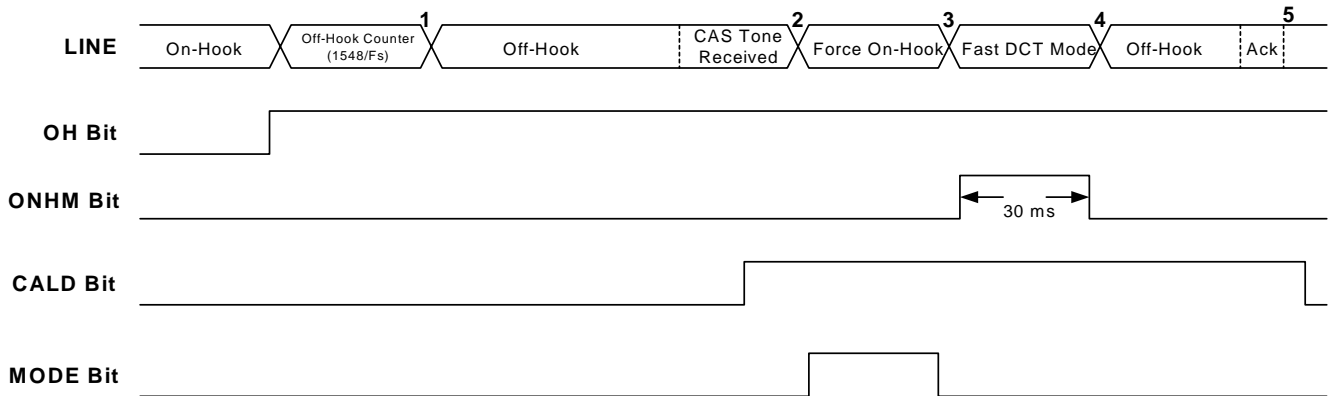 1 2 3 4 5
LINE
On-Hook
Off-Hook Counter
(1548/Fs)
Off-Hook
CAS Tone
Received
Force On-Hook
Fast DCT Mode
Off-Hook
Ack
OH Bit
ONHM Bit
30 ms
CALD Bit
MODE Bit